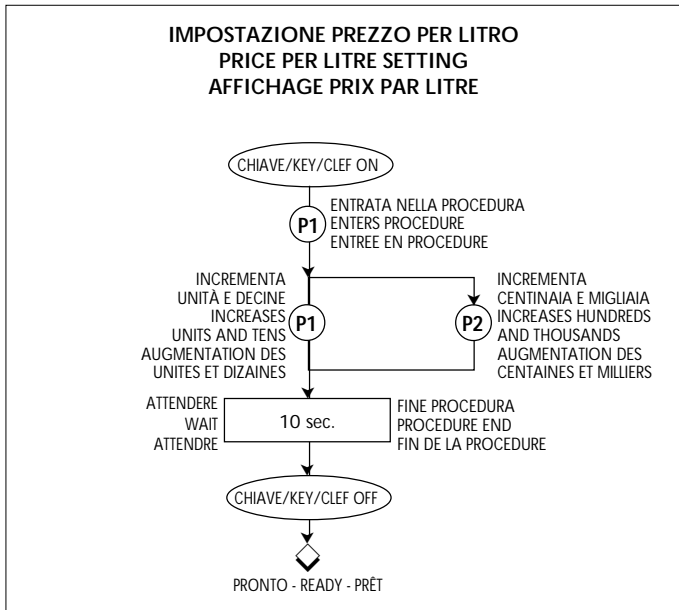 IMPOSTAZIONE PREZZO PER LITRO
PRICE PER LITRE SETTING
AFFICHAGE PRIX PAR LITRE
CHIAVE/KEY/CLEF ON
P1
ENTRATA NELLA PROCEDURA
ENTERS PROCEDURE
ENTREE EN PROCEDURE
INCREMENTA
UNITÀ E DECINE
INCREASES
UNITS AND TENS
AUGMENTATION DES
UNITES ET DIZAINES
P1
P2
INCREMENTA
CENTINAIA E MIGLIAIA
INCREASES HUNDREDS
AND THOUSANDS
AUGMENTATION DES
CENTAINES ET MILLIERS
ATTENDERE
WAIT
ATTENDRE
10 sec.
FINE PROCEDURA
PROCEDURE END
FIN DE LA PROCEDURE
CHIAVE/KEY/CLEF OFF
PRONTO - READY - PRÊT